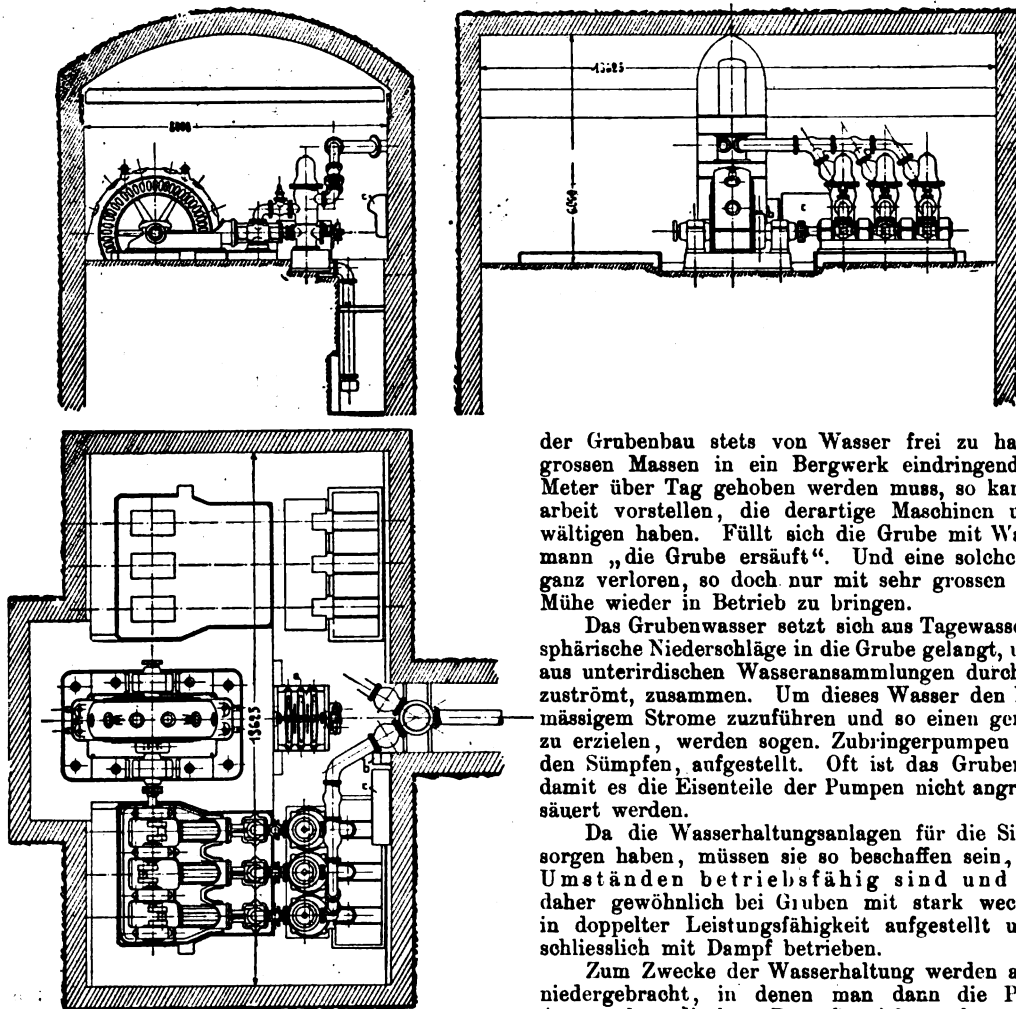 8000
13625
6050
c
c
13625
a
c
der Grubenbau stets von Wasser frei zu ha
grossen Massen in ein Bergwerk eindringend
Meter über Tag gehoben werden muss, so kan
arbeit vorstellen, die derartige Maschinen u
wältigen haben. Füllt sich die Grube mit Wa
mann „die Grube ersäuft“. Und eine solche
ganz verloren, so doch nur mit sehr grossen
Mühe wieder in Betrieb zu bringen.
Das Grubenwasser setzt sich aus Tagewasse
sphärische Niederschläge in die Grube gelangt, u
aus unterirdischen Wasseransammlungen durch
zuströmt, zusammen. Um dieses Wasser den
mässigem Strome zuzuführen und so einen ger
zu erzielen, werden sogen. Zubringerpumpen
den Sümpfen, aufgestellt. Oft ist das Gruben
damit es die Eisenteile der Pumpen nicht angr
säuert werden.
Da die Wasserhaltungsanlagen für die Si
sorgen haben, müssen sie so beschaffen sein,
Umständen betriebsfähig sind und
daher gewöhnlich bei Gruben mit stark wec
in doppelter Leistungsfähigkeit aufgestellt u
schliesslich mit Dampf betrieben.
Zum Zwecke der Wasserhaltung werden a
niedergebracht, in denen man dann die P